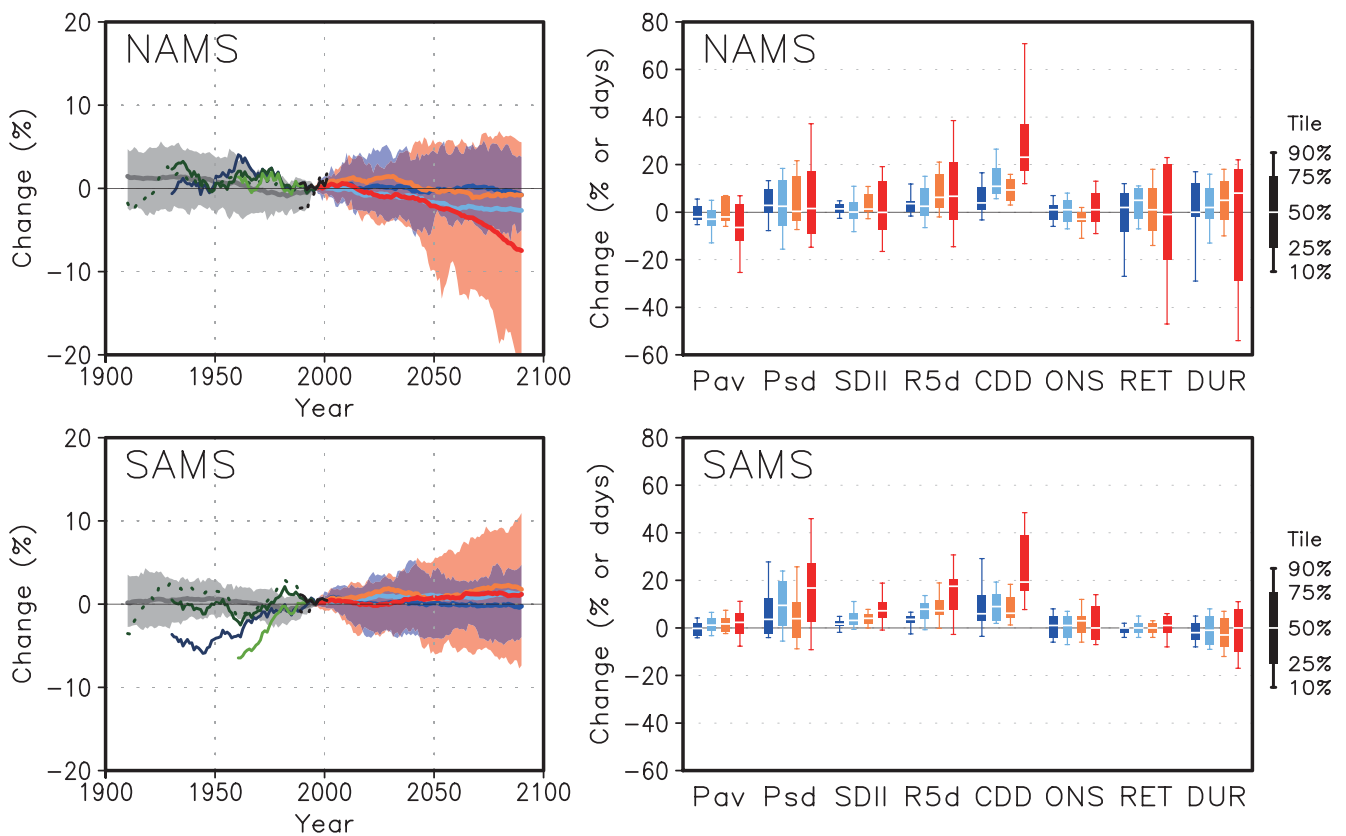 NAMS
Change (%)
20
10
0
−10
−20
1900 1950 2000 2050 2100
Year
NAMS
Change (% or days)
80
60
40
20
0
−20
−40
−60
Pav Psd SDII R5d CDD ONS RET DUR
Tile
90%
75%
50%
25%
10%
SAMS
Change (%)
20
10
0
−10
−20
1900 1950 2000 2050 2100
Year
SAMS
Change (% or days)
80
60
40
20
0
−20
−40
−60
Pav Psd SDII R5d CDD ONS RET DUR
Tile
90%
75%
50%
25%
10%